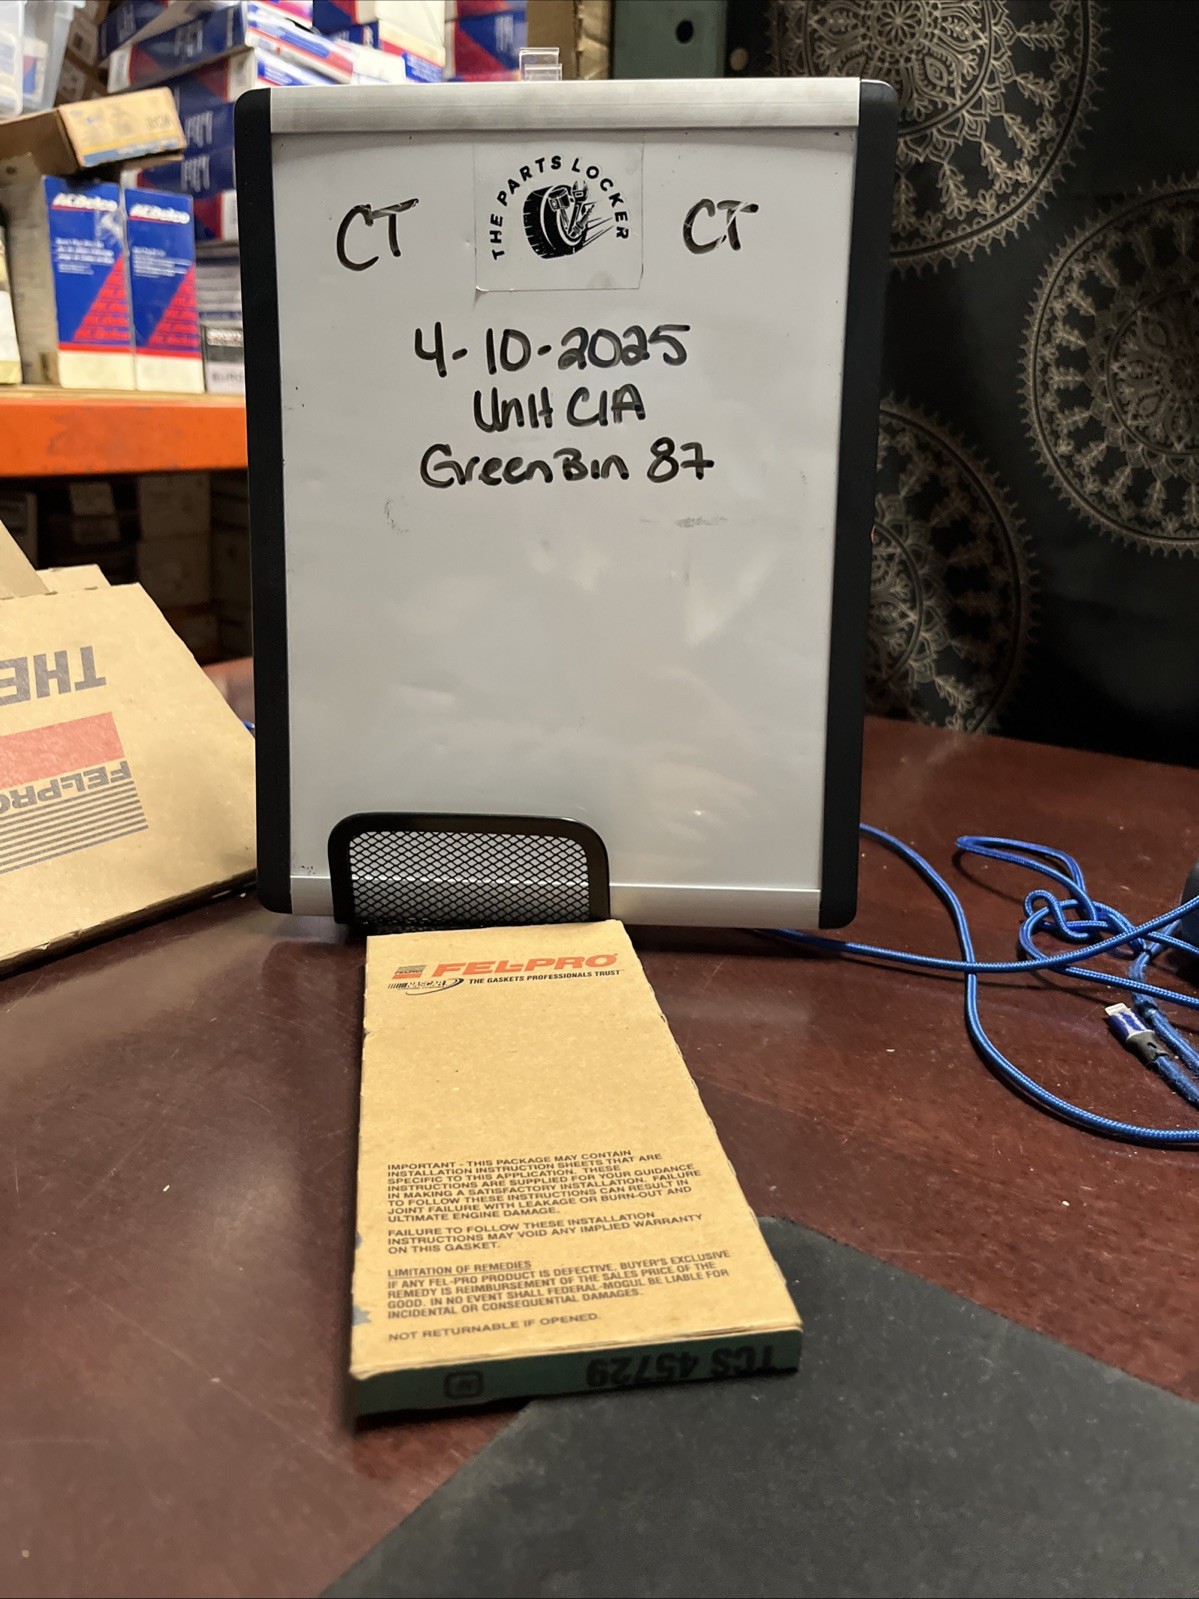 THE PARTS LOCKER
CT
CT
4-10-2025
Unit C1A
Green Bin 87
ACDelco
ACDelco
THE
FEL-PRO
FEL-PRO
NASCAR
THE GASKETS PROFESSIONALS TRUST
IMPORTANT - THIS PACKAGE MAY CONTAIN
INSTALLATION INSTRUCTION SHEETS THAT ARE
SPECIFIC TO THIS APPLICATION. THESE
INSTRUCTIONS ARE SUPPLIED FOR YOUR GUIDANCE
IN MAKING A SATISFACTORY INSTALLATION. FAILURE
TO FOLLOW THESE INSTRUCTIONS CAN RESULT IN
JOINT FAILURE WITH LEAKAGE OR BURN-OUT AND
ULTIMATE ENGINE DAMAGE.
FAILURE TO FOLLOW THESE INSTALLATION
INSTRUCTIONS MAY VOID ANY IMPLIED WARRANTY
ON THIS GASKET.
LIMITATION OF REMEDIES
IF ANY FEL-PRO PRODUCT IS DEFECTIVE, BUYER'S EXCLUSIVE
REMEDY IS REIMBURSEMENT OF THE SALES PRICE OF THE
GOOD. IN NO EVENT SHALL FEDERAL-MOGUL BE LIABLE FOR
INCIDENTAL OR CONSEQUENTIAL DAMAGES.
NOT RETURNABLE IF OPENED.
TCS 45729